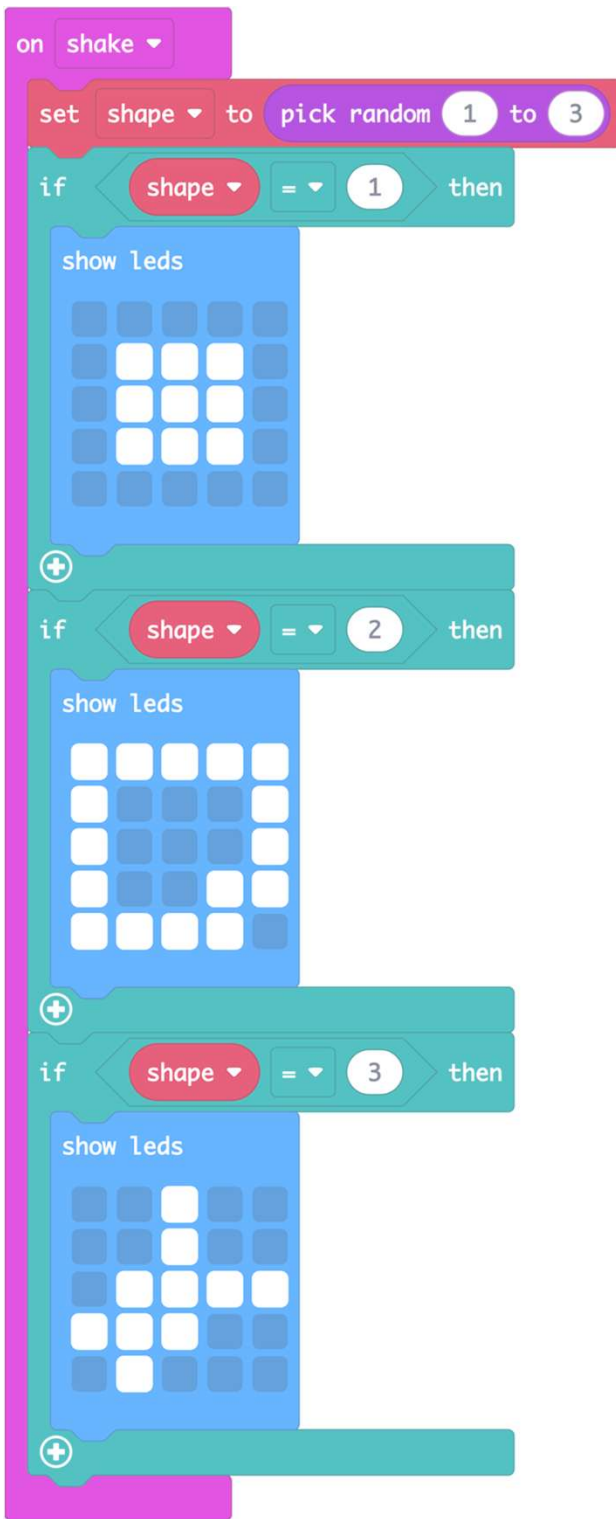 on shake
set shape to pick random 1 to 3
if shape = 1 then
show leds
if shape = 2 then
show leds
if shape = 3 then
show leds